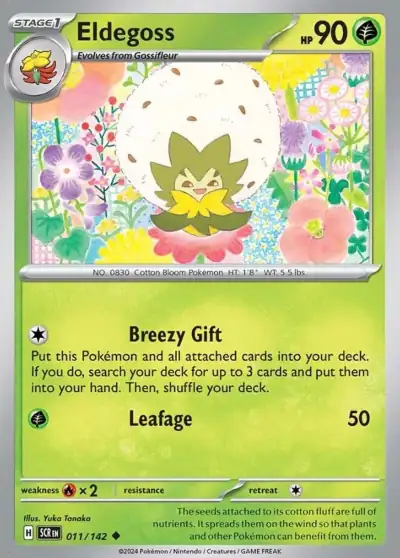 STAGE 1
Eldegoss
HP 90
Evolves from Gossifleur
NO. 0830 Cotton Bloom Pokémon HT: 1'8" WT: 5.5 lbs.
Breezy Gift
Put this Pokémon and all attached cards into your deck.
If you do, search your deck for up to 3 cards and put them
into your hand. Then, shuffle your deck.
Leafage 50
weakness × 2 resistance retreat
Illus. Yuka Tanaka
H SCR EN 011/142
The seeds attached to its cotton fluff are full of
nutrients. It spreads them on the wind so that plants
and other Pokémon can benefit from them.
©2024 Pokémon / Nintendo / Creatures / GAME FREAK